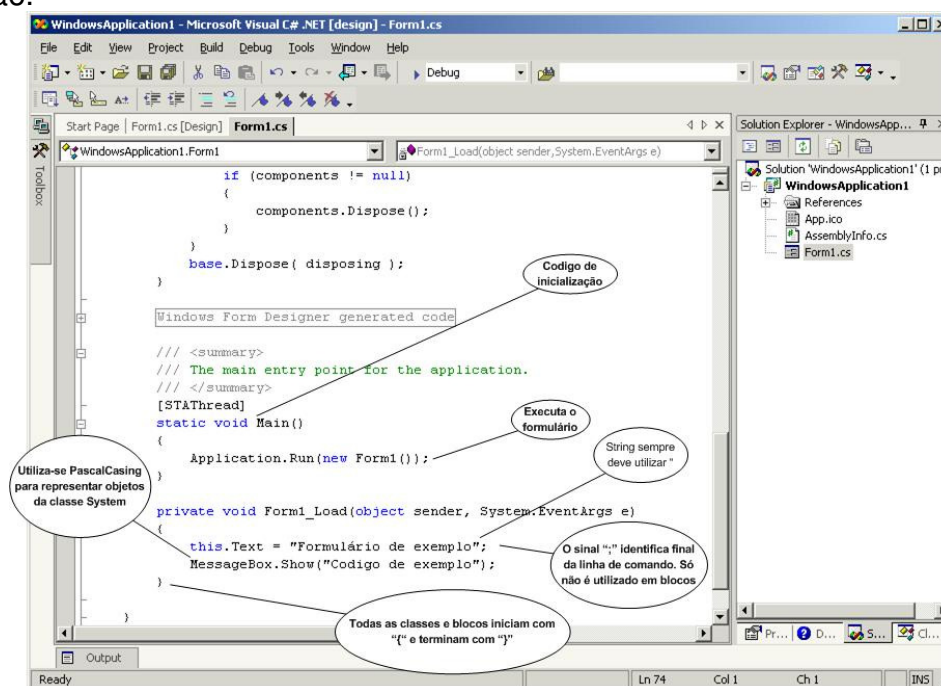 ão.
WindowsApplication1 - Microsoft Visual C# .NET [design] - Form1.cs
File Edit View Project Build Debug Tools Window Help
Debug
Start Page Form1.cs [Design] Form1.cs
Solution Explorer - WindowsApp...
WindowsApplication1.Form1
Form1_Load(object sender,System.EventArgs e)
Toolbox
Solution 'WindowsApplication1' (1 pr
WindowsApplication1
References
App.ico
AssemblyInfo.cs
Form1.cs
if (components != null)
{
components.Dispose();
}
}
base.Dispose( disposing );
}
Codigo de
inicialização
Windows Form Designer generated code
/// <summary>
/// The main entry point for the application.
/// </summary>
[STAThread]
static void Main()
{
Application.Run(new Form1());
}
Executa o
formulário
String sempre
deve utilizar “
Utiliza-se PascalCasing
para representar objetos
da classe System
private void Form1_Load(object sender, System.EventArgs e)
{
this.Text = "Formulário de exemplo";
MessageBox.Show("Codigo de exemplo");
}
}
O sinal “;” identifica final
da linha de comando. Só
não é utilizado em blocos
Todas as classes e blocos iniciam com
“{“ e terminam com “}”
Pr... D... S... Cl...
Output
Ready Ln 74 Col 1 Ch 1 INS